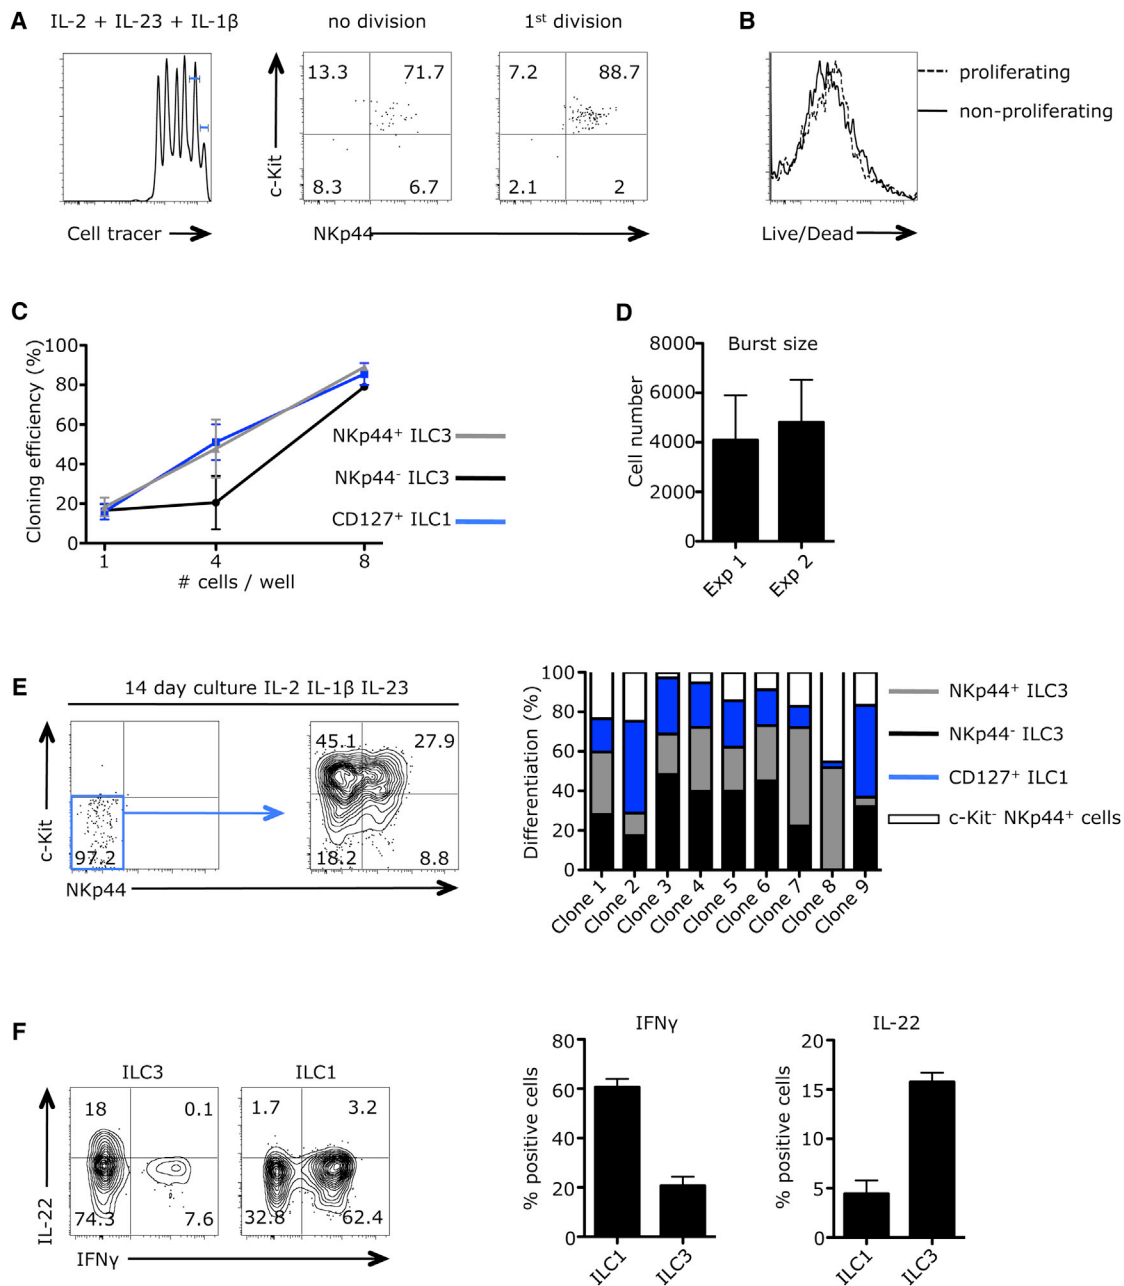 A IL-2 + IL-23 + IL-1β no division 1st division B
13.3 71.7 7.2 88.7
8.3 6.7 2.1 2
c-Kit
Cell tracer NKp44 Live/Dead
proliferating
non-proliferating
C
Cloning efficiency (%)
100
80
60
40
20
0
1 4 8
# cells / well
NKp44+ ILC3
NKp44- ILC3
CD127+ ILC1
D
Burst size
Cell number
8000
6000
4000
2000
0
Exp 1 Exp 2
E
14 day culture IL-2 IL-1β IL-23
c-Kit
97.2
45.1 27.9
18.2 8.8
NKp44
Differentiation (%)
100
80
60
40
20
0
Clone 1 Clone 2 Clone 3 Clone 4 Clone 5 Clone 6 Clone 7 Clone 8 Clone 9
NKp44+ ILC3
NKp44- ILC3
CD127+ ILC1
c-Kit- NKp44+ cells
F
ILC3 ILC1
18 0.1 1.7 3.2
74.3 7.6 32.8 62.4
IL-22
IFNγ
IFNγ
% positive cells
80
60
40
20
0
ILC1 ILC3
IL-22
% positive cells
20
15
10
5
0
ILC1 ILC3